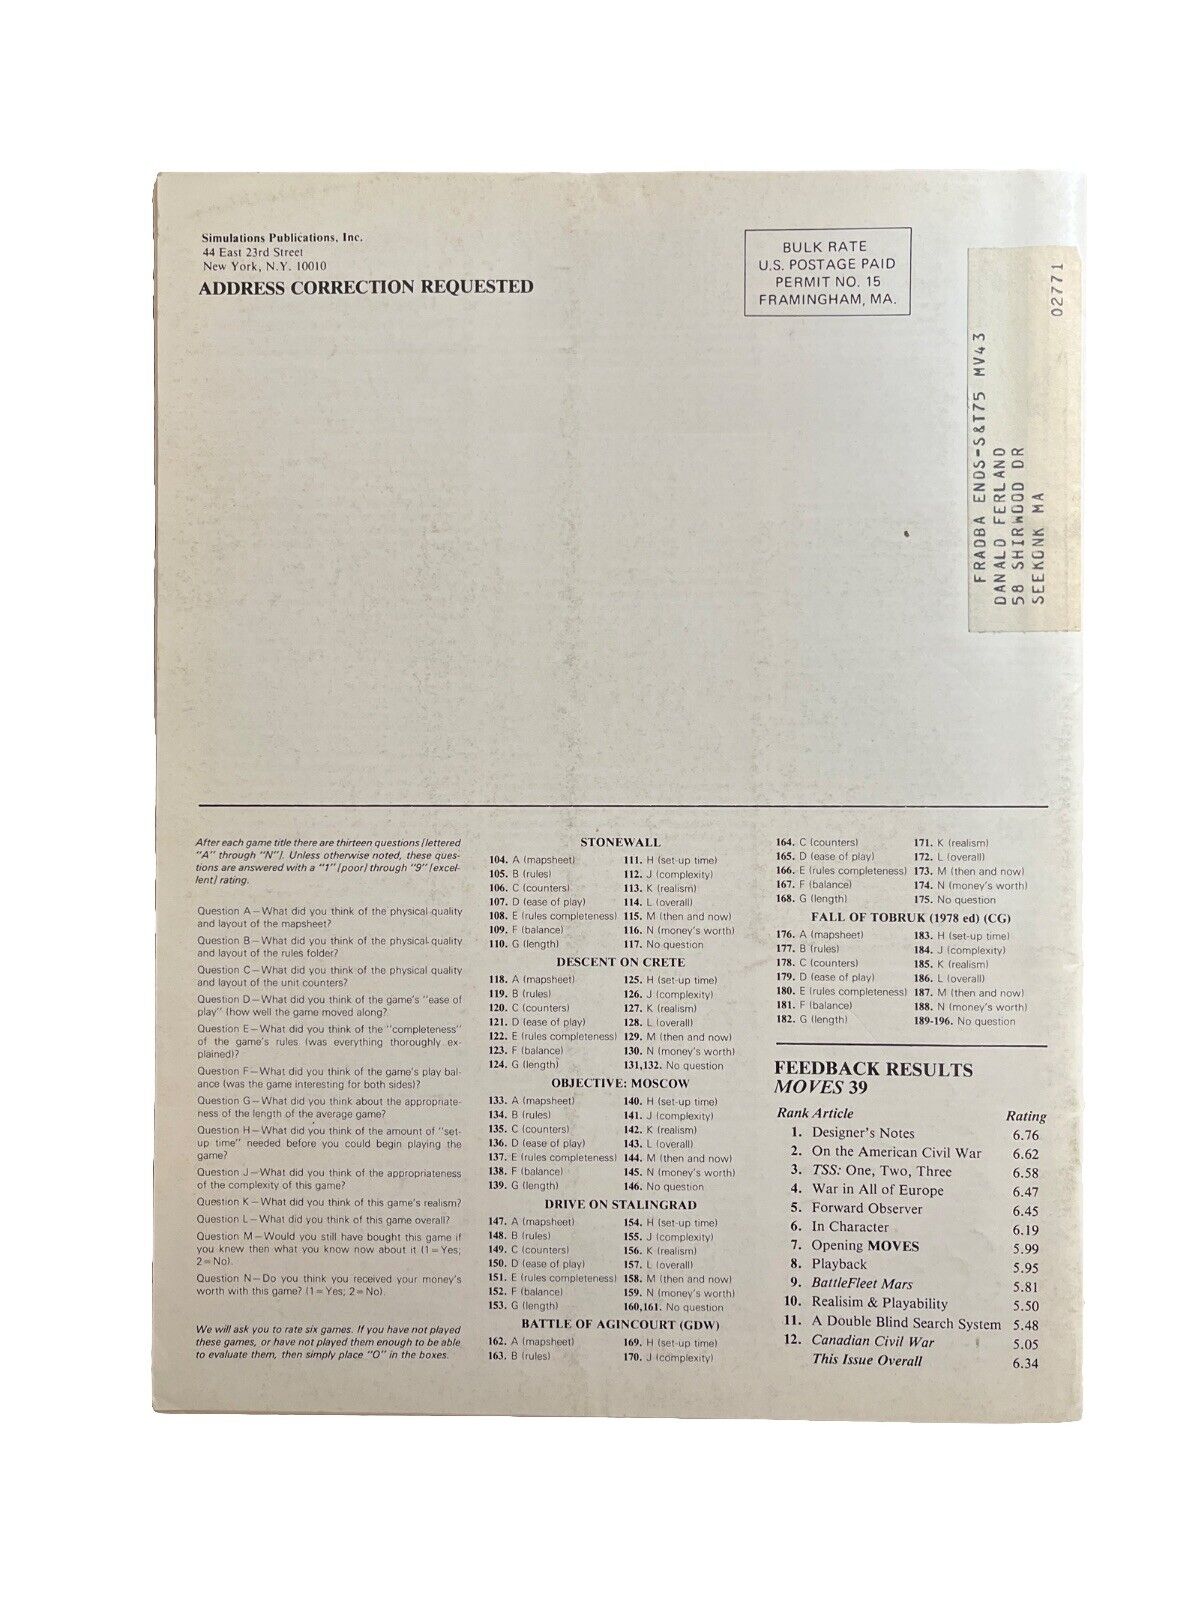 Simulations Publications, Inc.
44 East 23rd Street
New York, N.Y. 10010
ADDRESS CORRECTION REQUESTED
BULK RATE
U.S. POSTAGE PAID
PERMIT NO. 15
FRAMINGHAM, MA.
02771
FRADBA ENDS-S&T75 MV43
DANALD FERLAND
58 SHIRWOOD DR
SEEKONK MA
After each game title there are thirteen questions [lettered
"A" through "N"]. Unless otherwise noted, these ques-
tions are answered with a "1" [poor] through "9" [excel-
lent] rating.
Question A—What did you think of the physical quality
and layout of the mapsheet?
Question B—What did you think of the physical quality
and layout of the rules folder?
Question C—What did you think of the physical quality
and layout of the unit counters?
Question D—What did you think of the game's "ease of
play" (how well the game moved along?
Question E—What did you think of the "completeness"
of the game's rules (was everything thoroughly ex-
plained)?
Question F—What did you think of the game's play bal-
ance (was the game interesting for both sides)?
Question G—What did you think about the appropriate-
ness of the length of the average game?
Question H—What did you think of the amount of "set-
up time" needed before you could begin playing the
game?
Question J—What did you think of the appropriateness
of the complexity of this game?
Question K—What did you think of this game's realism?
Question L—What did you think of this game overall?
Question M—Would you still have bought this game if
you knew then what you know now about it (1=Yes;
2=No).
Question N—Do you think you received your money's
worth with this game? (1=Yes; 2=No).
We will ask you to rate six games. If you have not played
these games, or have not played them enough to be able
to evaluate them, then simply place "O" in the boxes.
STONEWALL
104. A (mapsheet) 111. H (set-up time)
105. B (rules) 112. J (complexity)
106. C (counters) 113. K (realism)
107. D (ease of play) 114. L (overall)
108. E (rules completeness) 115. M (then and now)
109. F (balance) 116. N (money's worth)
110. G (length) 117. No question
DESCENT ON CRETE
118. A (mapsheet) 125. H (set-up time)
119. B (rules) 126. J (complexity)
120. C (counters) 127. K (realism)
121. D (ease of play) 128. L (overall)
122. E (rules completeness) 129. M (then and now)
123. F (balance) 130. N (money's worth)
124. G (length) 131,132. No question
OBJECTIVE: MOSCOW
133. A (mapsheet) 140. H (set-up time)
134. B (rules) 141. J (complexity)
135. C (counters) 142. K (realism)
136. D (ease of play) 143. L (overall)
137. E (rules completeness) 144. M (then and now)
138. F (balance) 145. N (money's worth)
139. G (length) 146. No question
DRIVE ON STALINGRAD
147. A (mapsheet) 154. H (set-up time)
148. B (rules) 155. J (complexity)
149. C (counters) 156. K (realism)
150. D (ease of play) 157. L (overall)
151. E (rules completeness) 158. M (then and now)
152. F (balance) 159. N (money's worth)
153. G (length) 160,161. No question
BATTLE OF AGINCOURT (GDW)
162. A (mapsheet) 169. H (set-up time)
163. B (rules) 170. J (complexity)
164. C (counters) 171. K (realism)
165. D (ease of play) 172. L (overall)
166. E (rules completeness) 173. M (then and now)
167. F (balance) 174. N (money's worth)
168. G (length) 175. No question
FALL OF TOBRUK (1978 ed) (CG)
176. A (mapsheet) 183. H (set-up time)
177. B (rules) 184. J (complexity)
178. C (counters) 185. K (realism)
179. D (ease of play) 186. L (overall)
180. E (rules completeness) 187. M (then and now)
181. F (balance) 188. N (money's worth)
182. G (length) 189-196. No question
FEEDBACK RESULTS
MOVES 39
Rank Article Rating
1. Designer's Notes 6.76
2. On the American Civil War 6.62
3. TSS: One, Two, Three 6.58
4. War in All of Europe 6.47
5. Forward Observer 6.45
6. In Character 6.19
7. Opening MOVES 5.99
8. Playback 5.95
9. BattleFleet Mars 5.81
10. Realisim & Playability 5.50
11. A Double Blind Search System 5.48
12. Canadian Civil War 5.05
This Issue Overall 6.34